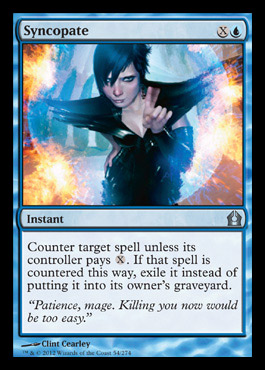 Syncopate X
Instant
Counter target spell unless its
controller pays X. If that spell is
countered this way, exile it instead of
putting it into its owner's graveyard.
"Patience, mage. Killing you now would
be too easy."
Clint Cearley
™ & © 2012 Wizards of the Coast 54/274